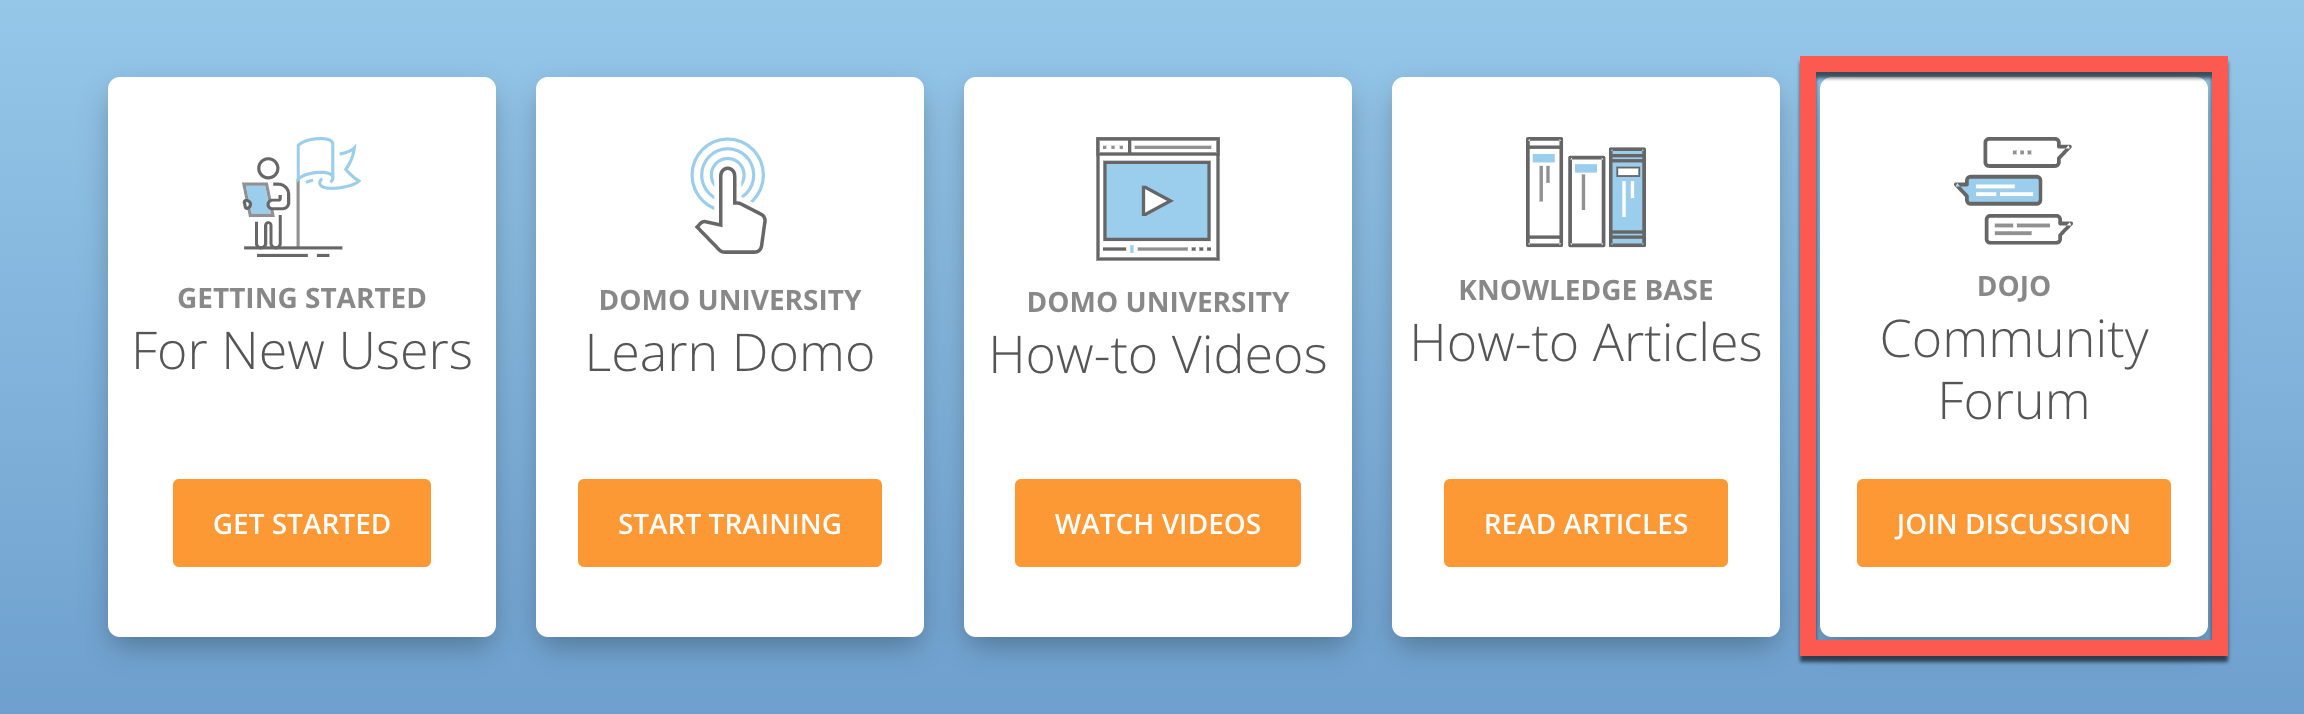 GETTING STARTED
For New Users
GET STARTED
DOMO UNIVERSITY
Learn Domo
START TRAINING
DOMO UNIVERSITY
How-to Videos
WATCH VIDEOS
KNOWLEDGE BASE
How-to Articles
READ ARTICLES
DOJO
Community
Forum
JOIN DISCUSSION